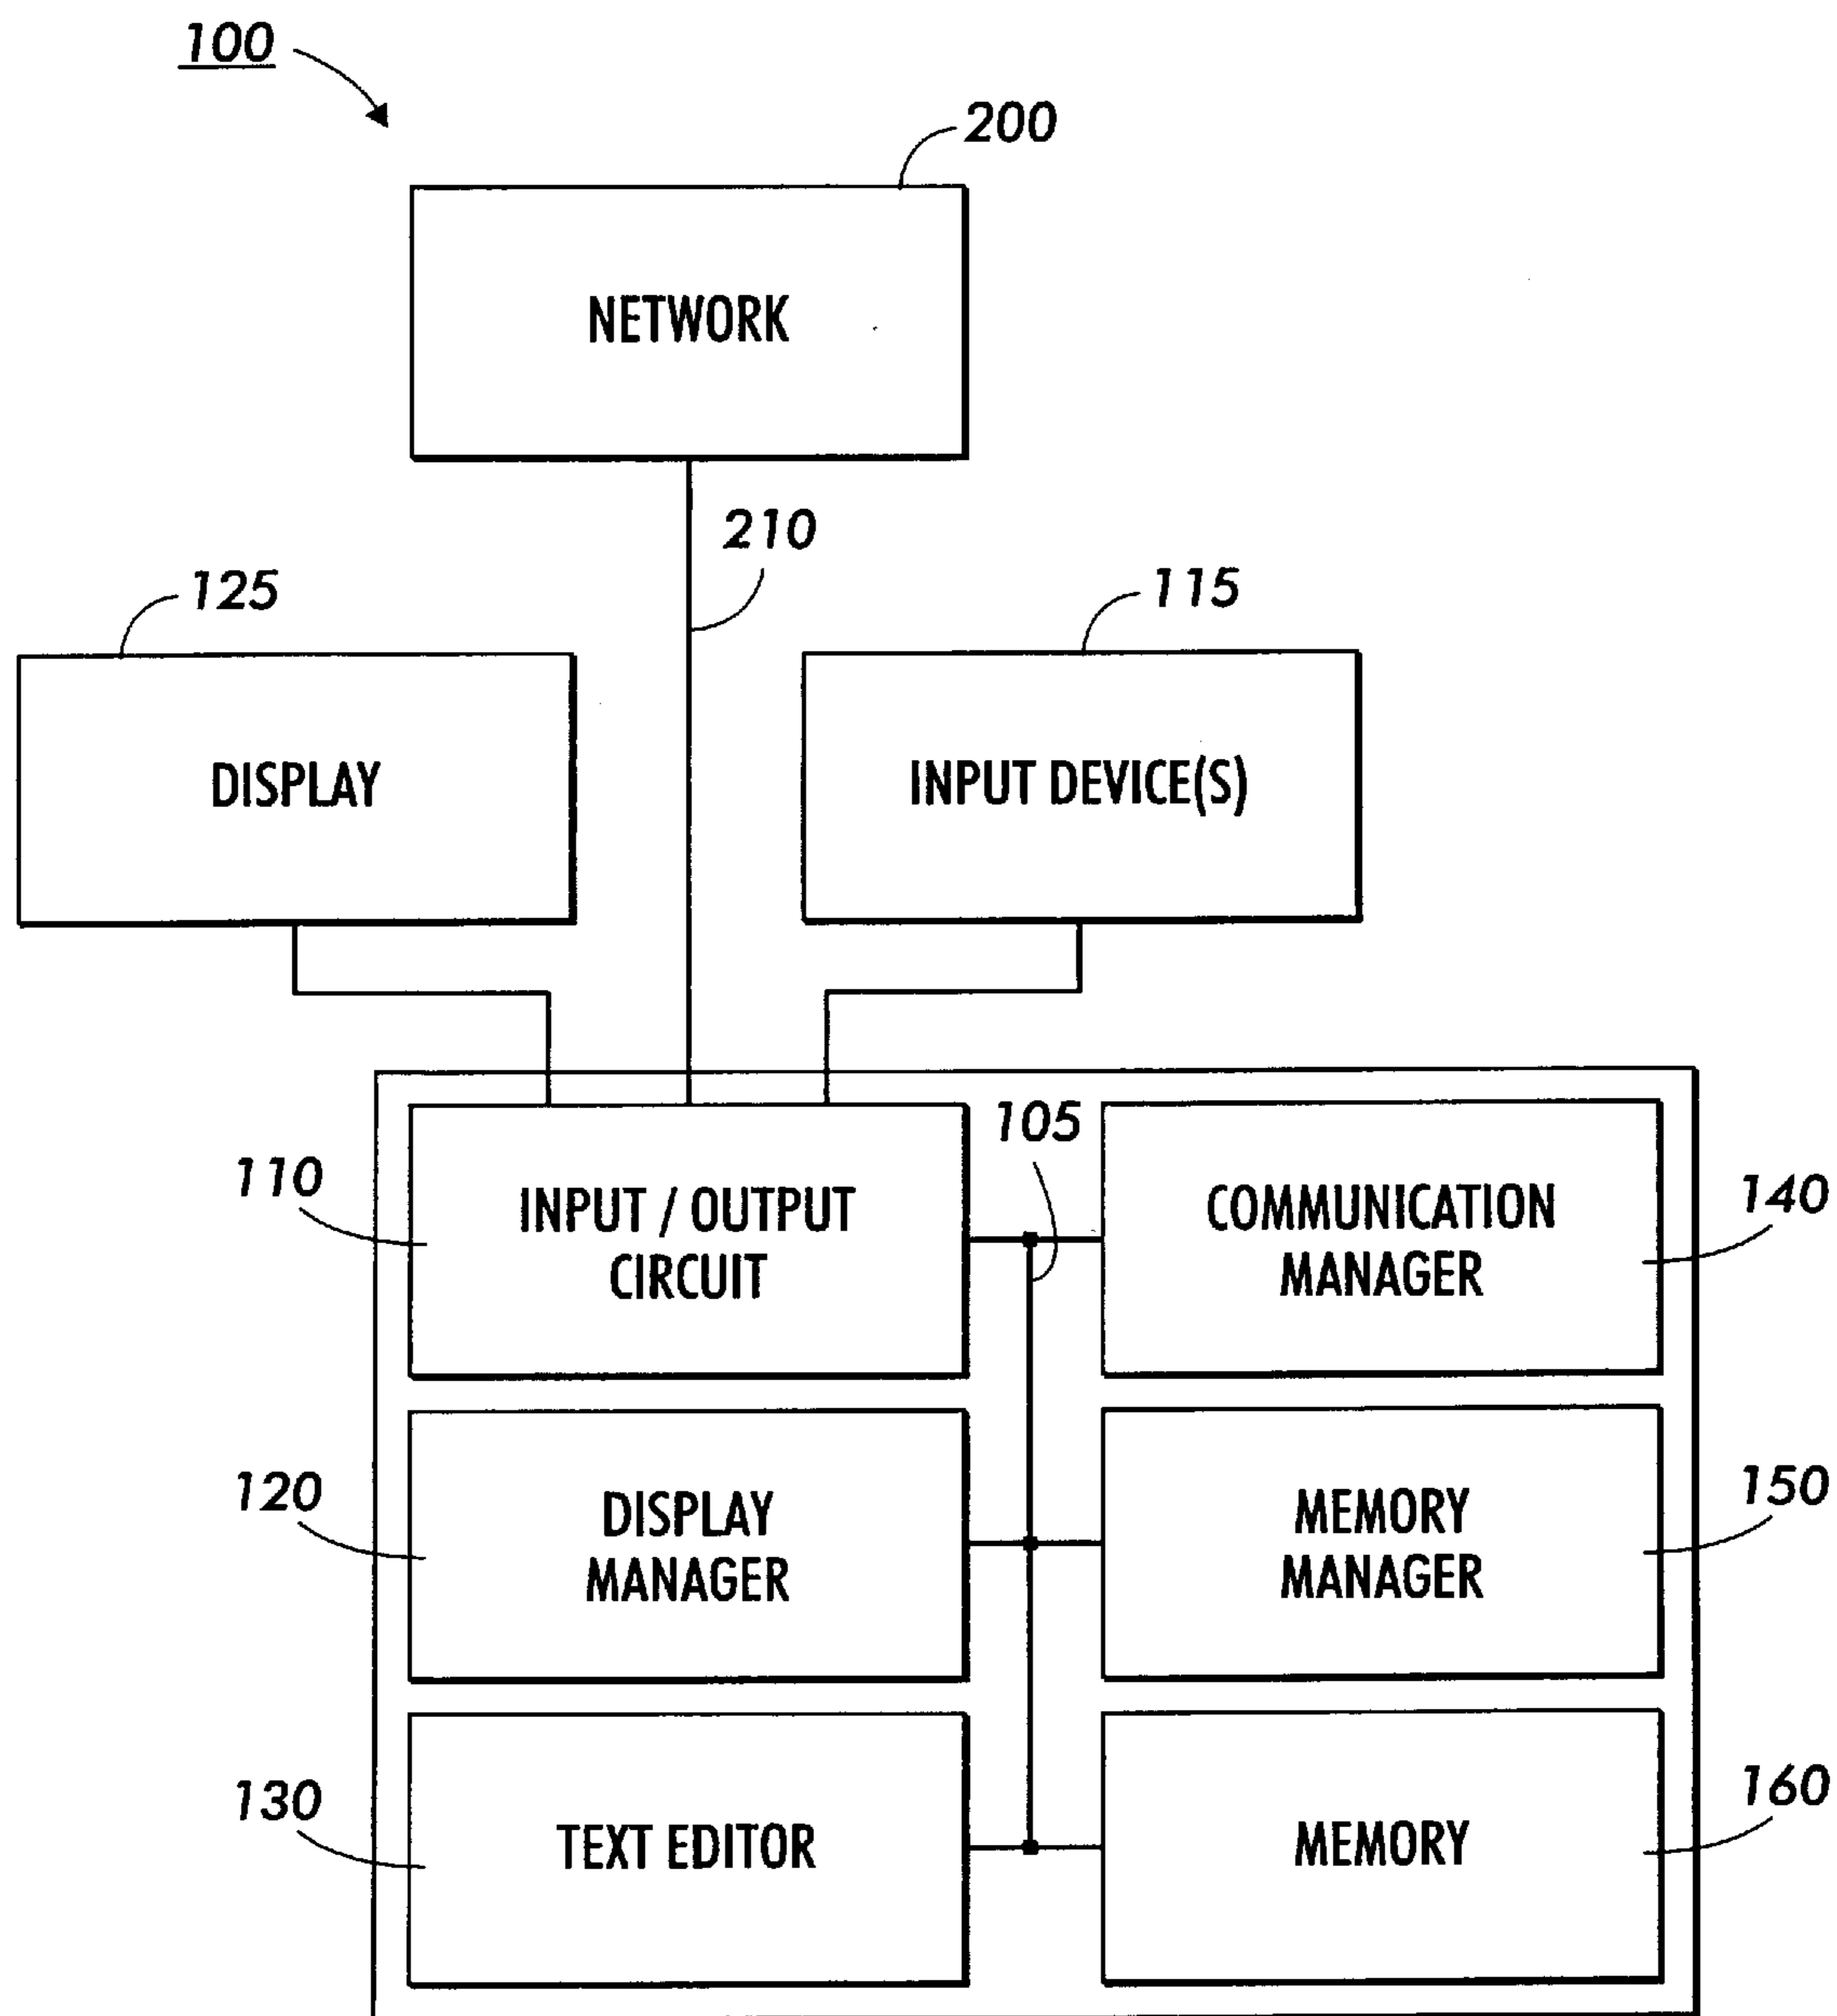 100
200
NETWORK
210
125
115
DISPLAY
INPUT DEVICE(S)
105
110
INPUT / OUTPUT
CIRCUIT
COMMUNICATION
MANAGER
140
120
DISPLAY
MANAGER
MEMORY
MANAGER
150
130
TEXT EDITOR
MEMORY
160